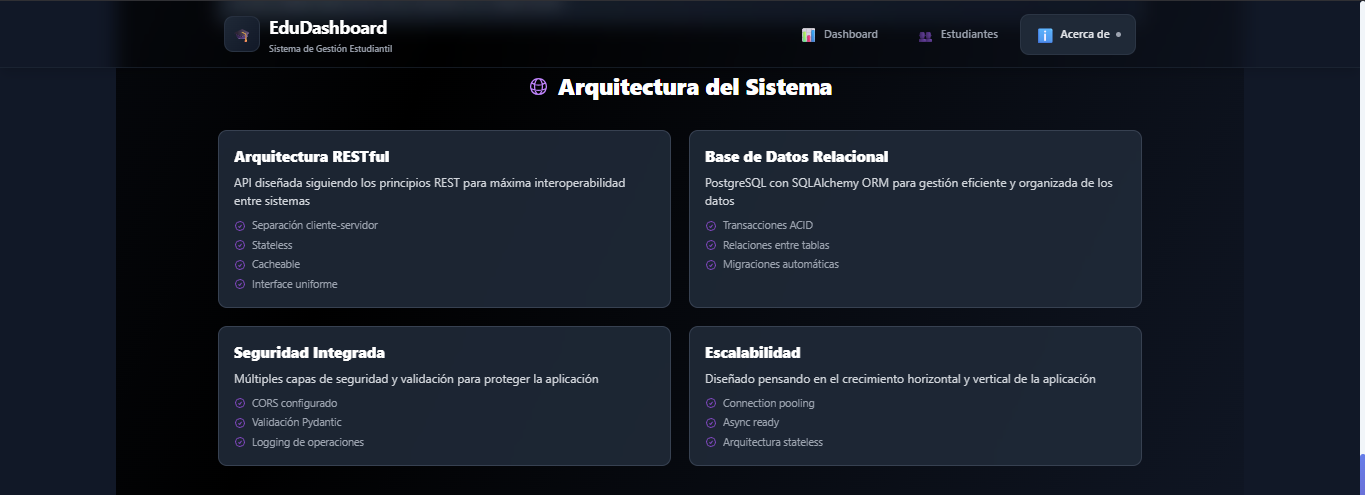 EduDashboard
Sistema de Gestión Estudiantil
Dashboard
Estudiantes
Acerca de
Arquitectura del Sistema
Arquitectura RESTful
API diseñada siguiendo los principios REST para máxima interoperabilidad
entre sistemas
Separación cliente-servidor
Stateless
Cacheable
Interface uniforme
Base de Datos Relacional
PostgreSQL con SQLAlchemy ORM para gestión eficiente y organizada de los
datos
Transacciones ACID
Relaciones entre tablas
Migraciones automáticas
Seguridad Integrada
Múltiples capas de seguridad y validación para proteger la aplicación
CORS configurado
Validación Pydantic
Logging de operaciones
Escalabilidad
Diseñado pensando en el crecimiento horizontal y vertical de la aplicación
Connection pooling
Async ready
Arquitectura stateless